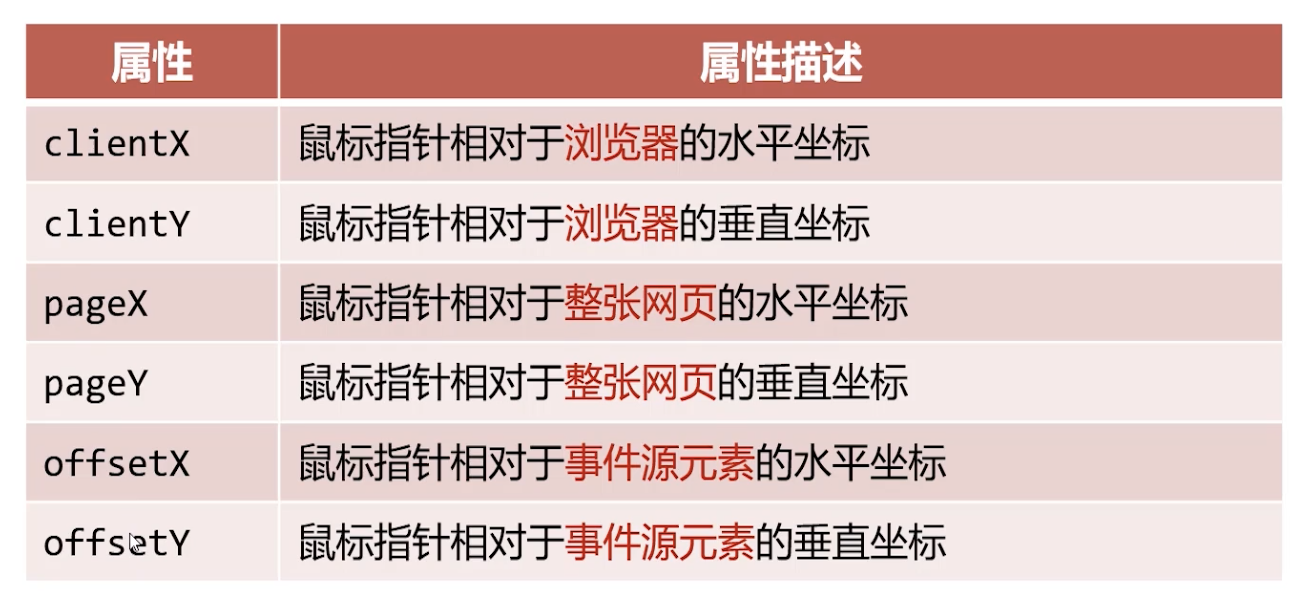 属性 属性描述
clientX 鼠标指针相对于浏览器的水平坐标
clientY 鼠标指针相对于浏览器的垂直坐标
pageX 鼠标指针相对于整张网页的水平坐标
pageY 鼠标指针相对于整张网页的垂直坐标
offsetX 鼠标指针相对于事件源元素的水平坐标
offsetY 鼠标指针相对于事件源元素的垂直坐标